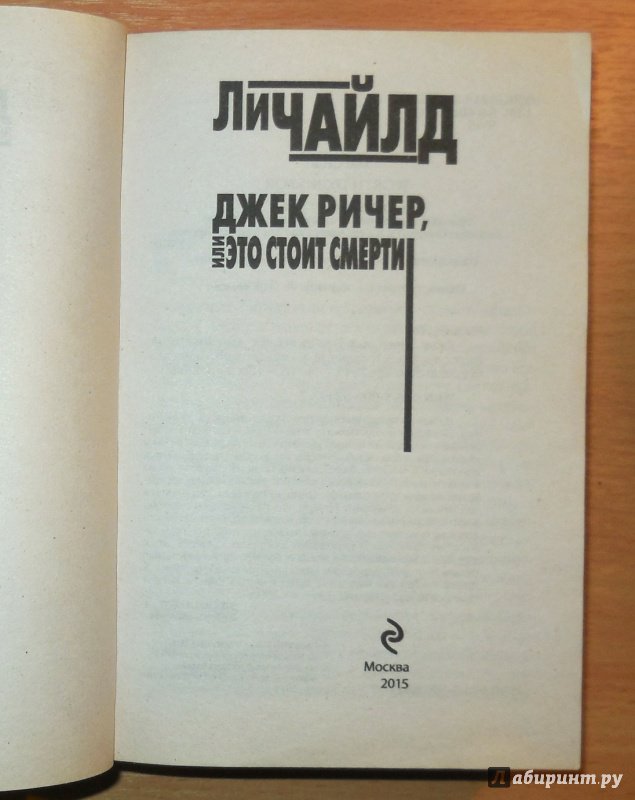 ЛИ ЧАЙЛД
ДЖЕК РИЧЕР,
ИЛИ ЭТО СТОИТ СМЕРТИ
Москва
2015
Лабиринт.ру